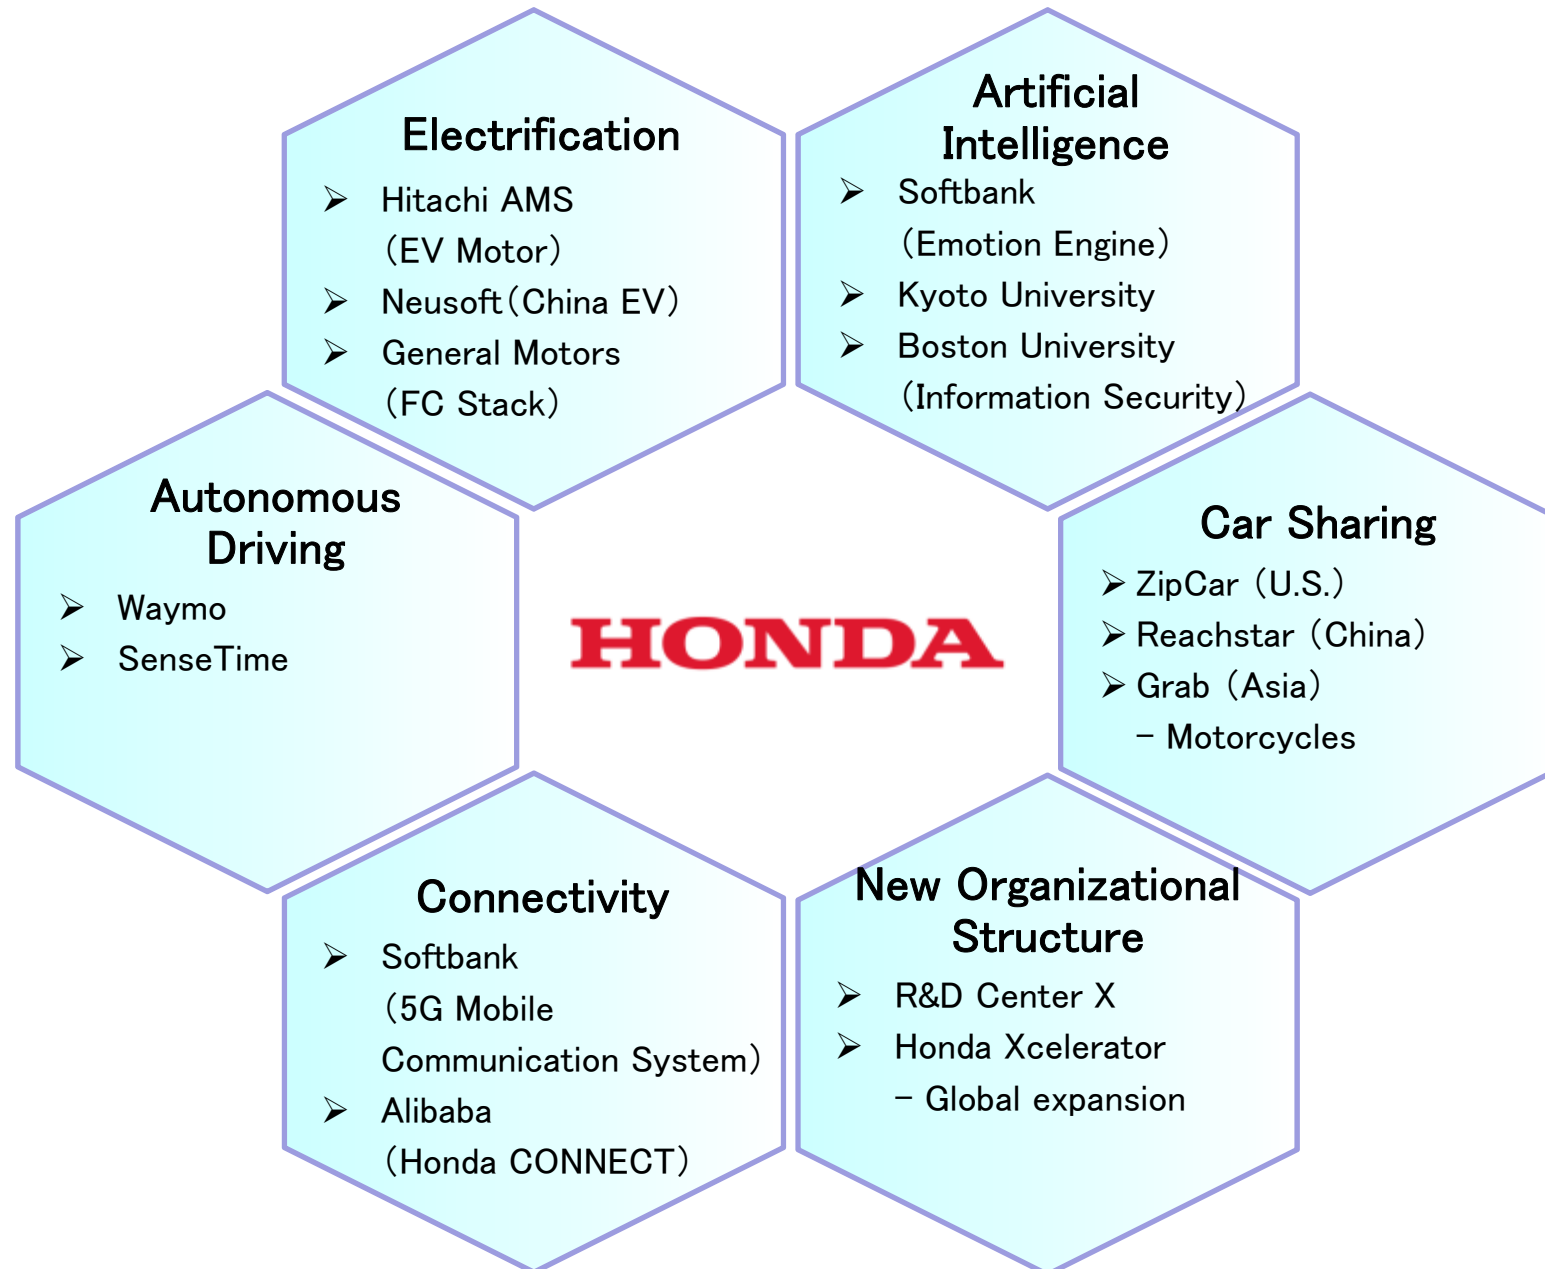 Electrification
➢ Hitachi AMS
（EV Motor）
➢ Neusoft（China EV）
➢ General Motors
（FC Stack）
Artificial
Intelligence
➢ Softbank
（Emotion Engine）
➢ Kyoto University
➢ Boston University
（Information Security）
Autonomous
Driving
➢ Waymo
➢ SenseTime
HONDA
Car Sharing
➢ ZipCar （U.S.）
➢ Reachstar （China）
➢ Grab （Asia）
− Motorcycles
Connectivity
➢ Softbank
（5G Mobile
Communication System）
➢ Alibaba
（Honda CONNECT）
New Organizational
Structure
➢ R&D Center X
➢ Honda Xcelerator
− Global expansion